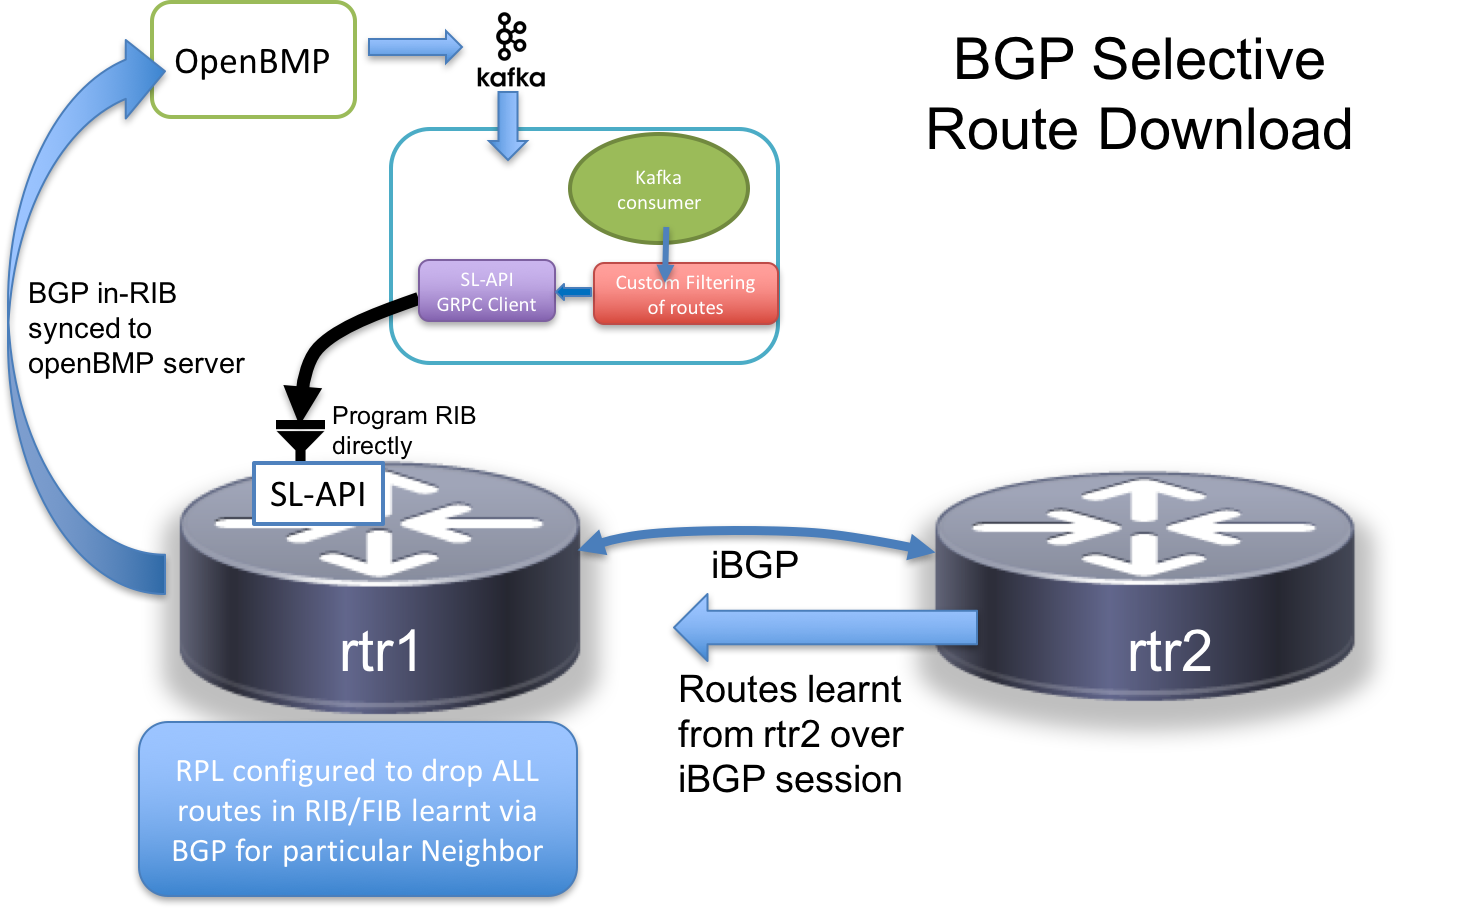 BGP Selective
Route Download
OpenBMP
kafka
Kafka
consumer
SL-API
GRPC Client
Custom Filtering
of routes
BGP in-RIB
synced to
openBMP server
Program RIB
directly
SL-API
iBGP
rtr1
rtr2
Routes learnt
from rtr2 over
iBGP session
RPL configured to drop ALL
routes in RIB/FIB learnt via
BGP for particular Neighbor